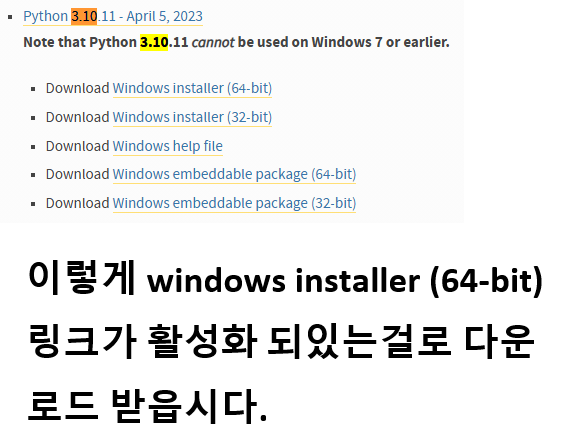 Python 3.10.11 - April 5, 2023
Note that Python 3.10.11 cannot be used on Windows 7 or earlier.
Download Windows installer (64-bit)
Download Windows installer (32-bit)
Download Windows help file
Download Windows embeddable package (64-bit)
Download Windows embeddable package (32-bit)
이렇게 windows installer (64-bit)
링크가 활성화 되있는걸로 다운
로드 받읍시다.